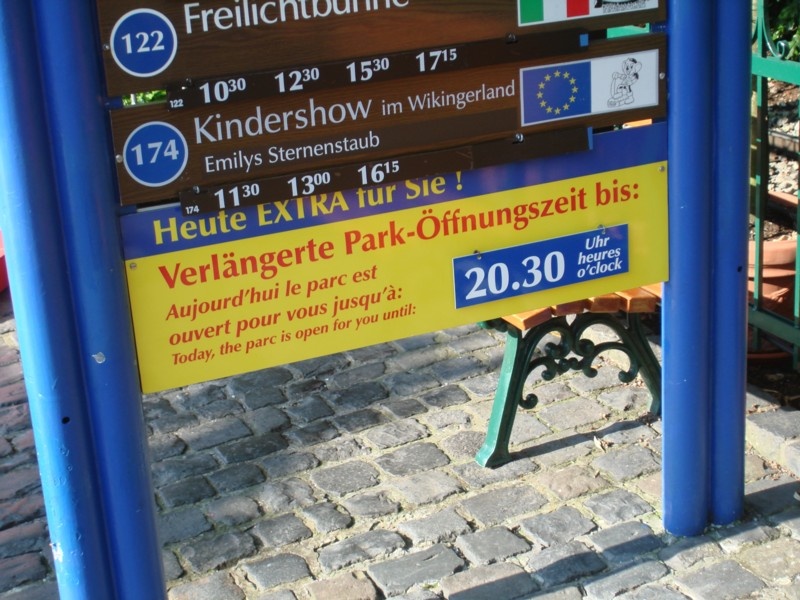 122
Freilichtbühne
122 10³⁰ 12³⁰ 15³⁰ 17¹⁵
174
Kindershow im Wikingerland
Emilys Sternenstaub
174 11³⁰ 13⁰⁰ 16¹⁵
Heute EXTRA für Sie !
Verlängerte Park-Öffnungszeit bis:
Aujourd'hui le parc est
ouvert pour vous jusqu'à:
Today, the parc is open for you until:
20.30 Uhr
heures
o'clock